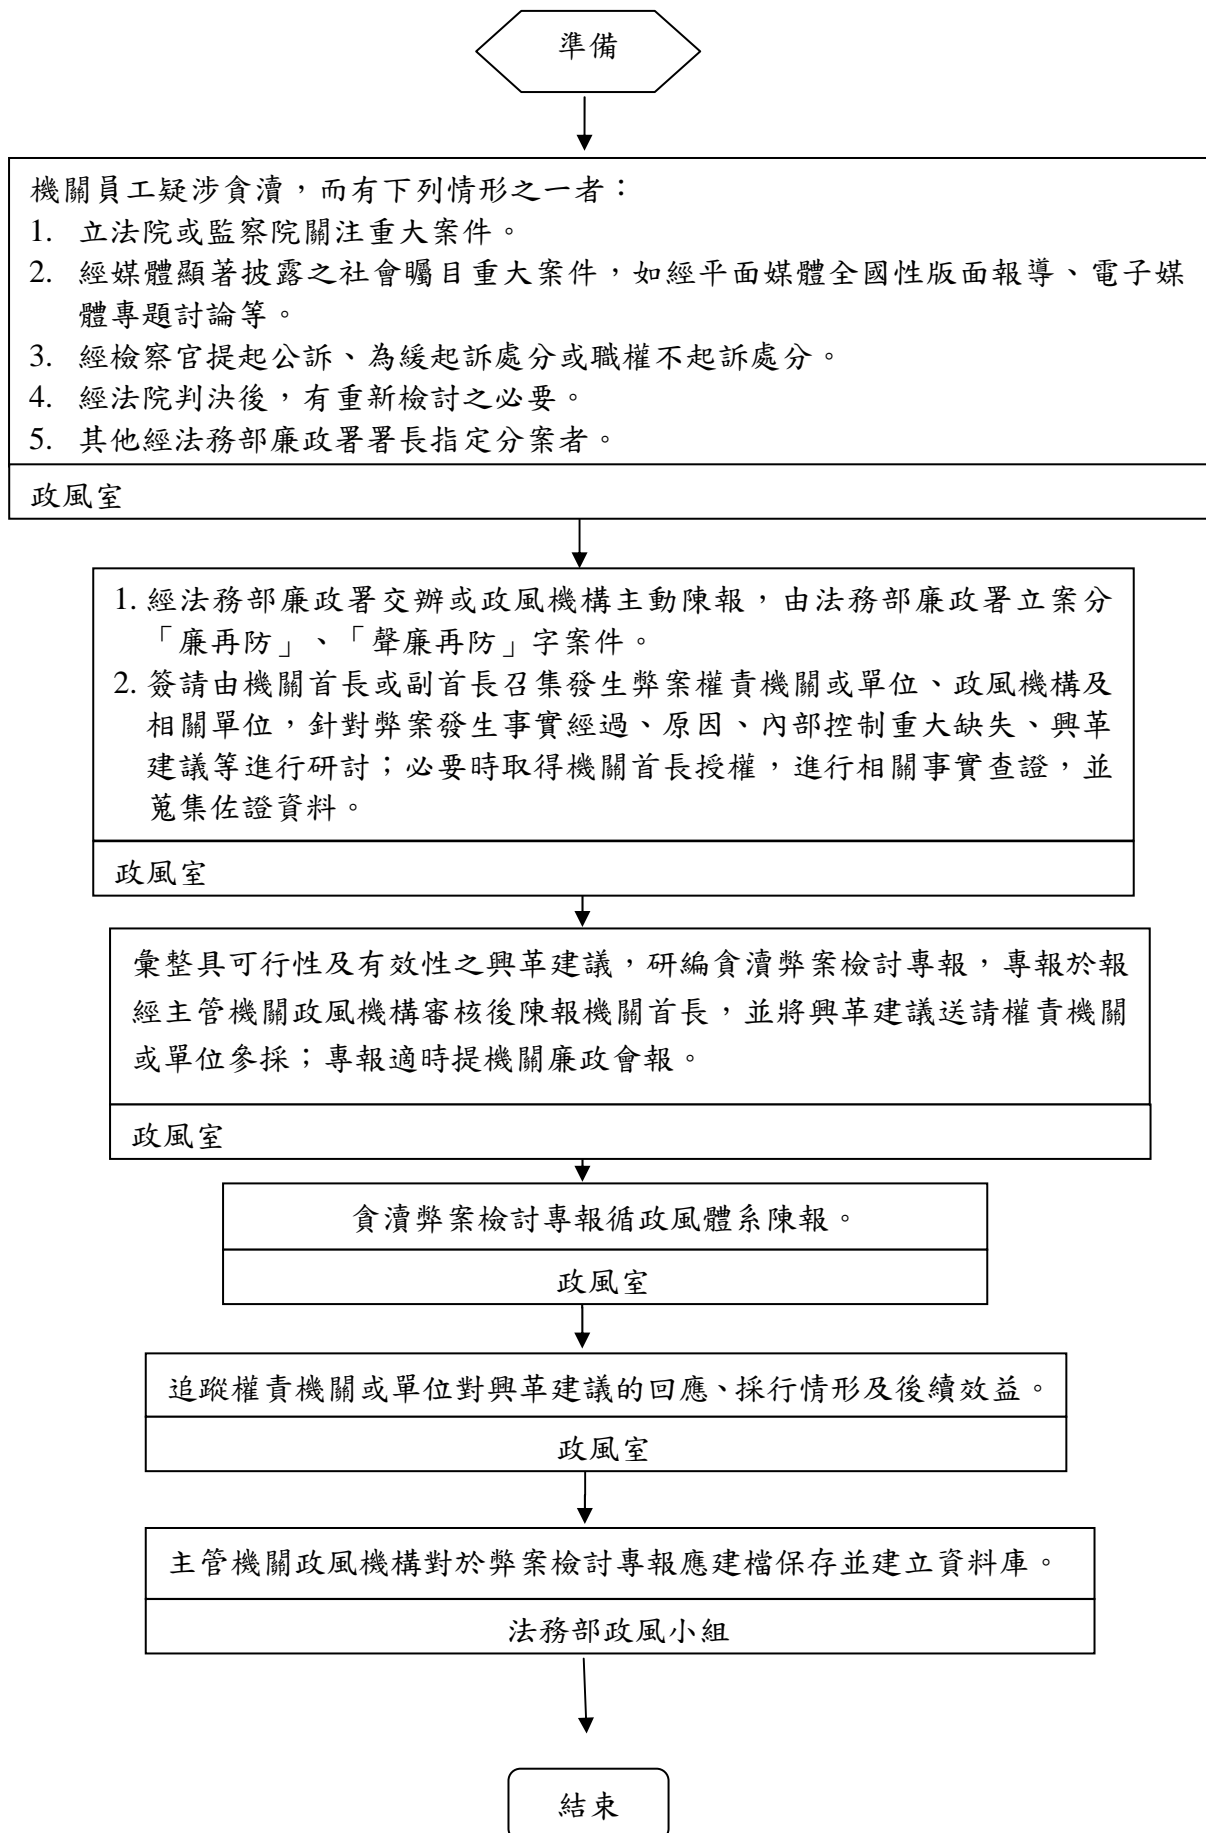 準備
機關員工疑涉貪瀆，而有下列情形之一者：
1. 立法院或監察院關注重大案件。
2. 經媒體顯著披露之社會矚目重大案件，如經平面媒體全國性版面報導、電子媒
體專題討論等。
3. 經檢察官提起公訴、為緩起訴處分或職權不起訴處分。
4. 經法院判決後，有重新檢討之必要。
5. 其他經法務部廉政署署長指定分案者。
政風室
1. 經法務部廉政署交辦或政風機構主動陳報，由法務部廉政署立案分
「廉再防」、「聲廉再防」字案件。
2. 簽請由機關首長或副首長召集發生弊案權責機關或單位、政風機構及
相關單位，針對弊案發生事實經過、原因、內部控制重大缺失、興革
建議等進行研討；必要時取得機關首長授權，進行相關事實查證，並
蒐集佐證資料。
政風室
彙整具可行性及有效性之興革建議，研編貪瀆弊案檢討專報，專報於報
經主管機關政風機構審核後陳報機關首長，並將興革建議送請權責機關
或單位參採；專報適時提機關廉政會報。
政風室
貪瀆弊案檢討專報循政風體系陳報。
政風室
追蹤權責機關或單位對興革建議的回應、採行情形及後續效益。
政風室
主管機關政風機構對於弊案檢討專報應建檔保存並建立資料庫。
法務部政風小組
結束